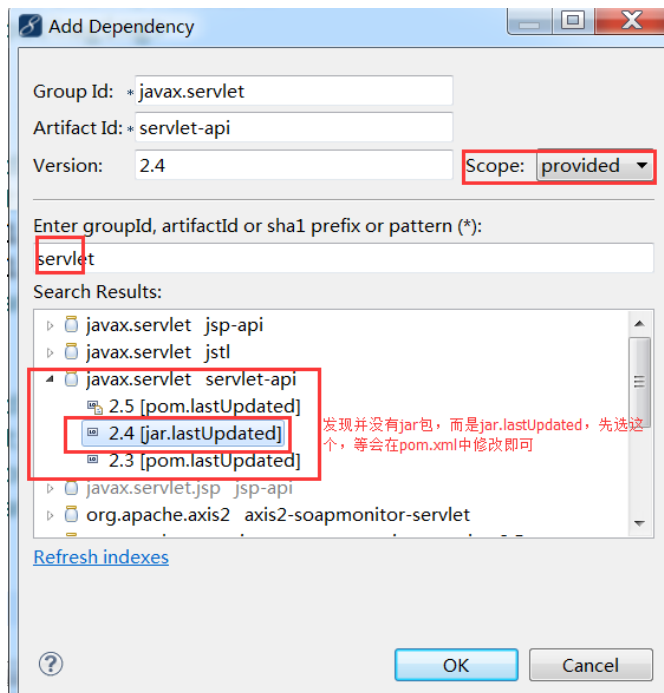 Add Dependency
Group Id: * javax.servlet
Artifact Id: * servlet-api
Version: 2.4 Scope: provided
Enter groupId, artifactId or sha1 prefix or pattern (*):
servlet
Search Results:
javax.servlet jsp-api
javax.servlet jstl
javax.servlet servlet-api
2.5 [pom.lastUpdated]
2.4 [jar.lastUpdated]
2.3 [pom.lastUpdated]
发现并没有jar包，而是jar.lastUpdated，先选这
个，等会在pom.xml中修改即可
javax.servlet.jsp jsp-api
org.apache.axis2 axis2-soapmonitor-servlet
Refresh indexes
OK Cancel